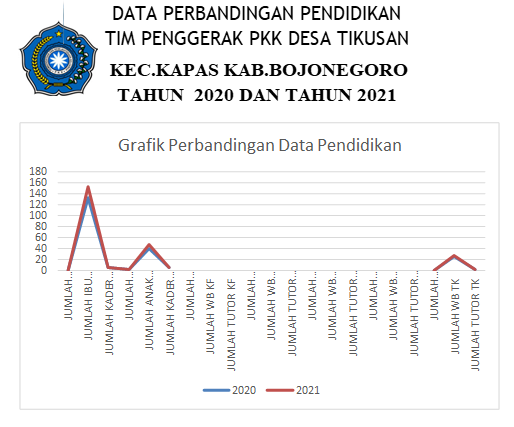 DATA PERBANDINGAN PENDIDIKAN
TIM PENGGERAK PKK DESA TIKUSAN
KEC.KAPAS KAB.BOJONEGORO
TAHUN 2020 DAN TAHUN 2021
Grafik Perbandingan Data Pendidikan
180
160
140
120
100
80
60
40
20
0
JUMLAH…
JUMLAH IBU…
JUMLAH KADER…
JUMLAH…
JUMLAH ANAK…
JUMLAH KADER…
JUMLAH…
JUMLAH WB KF
JUMLAH TUTOR KF
JUMLAH…
JUMLAH WB…
JUMLAH TUTOR…
JUMLAH…
JUMLAH WB…
JUMLAH TUTOR…
JUMLAH…
JUMLAH WB…
JUMLAH TUTOR…
JUMLAH…
JUMLAH WB TK
JUMLAH TUTOR TK
2020
2021